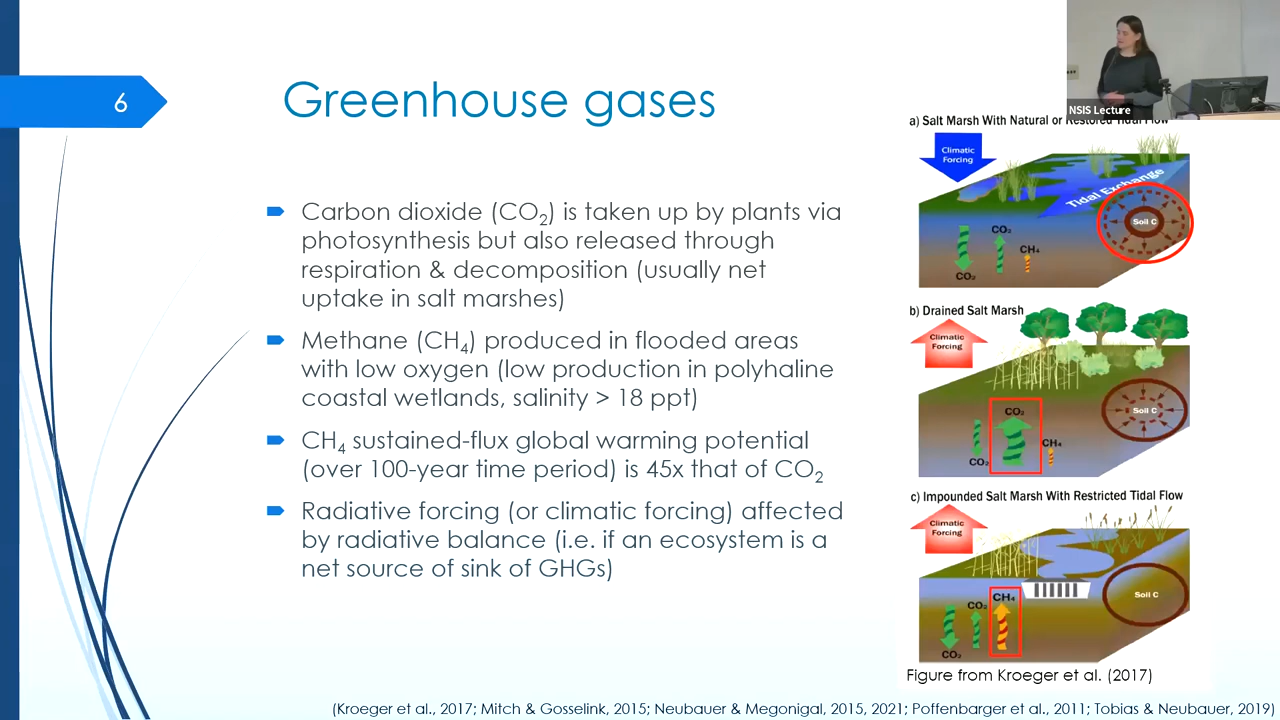 6
Greenhouse gases
NSIS Lecture
Carbon dioxide (CO2) is taken up by plants via
photosynthesis but also released through
respiration & decomposition (usually net
uptake in salt marshes)
Methane (CH4) produced in flooded areas
with low oxygen (low production in polyhaline
coastal wetlands, salinity > 18 ppt)
CH4 sustained-flux global warming potential
(over 100-year time period) is 45x that of CO2
Radiative forcing (or climatic forcing) affected
by radiative balance (i.e. if an ecosystem is a
net source of sink of GHGs)
a) Salt Marsh With Natural or Restored Tidal Flow
Climatic
Forcing
Tidal Exchange
Soil C
CO2
CH4
CO2
b) Drained Salt Marsh
Climatic
Forcing
Soil C
CO2
CH4
CO2
c) Impounded Salt Marsh With Restricted Tidal Flow
Climatic
Forcing
Soil C
CH4
CO2
CO2
Figure from Kroeger et al. (2017)
(Kroeger et al., 2017; Mitch & Gosselink, 2015; Neubauer & Megonigal, 2015, 2021; Poffenbarger et al., 2011; Tobias & Neubauer, 2019)